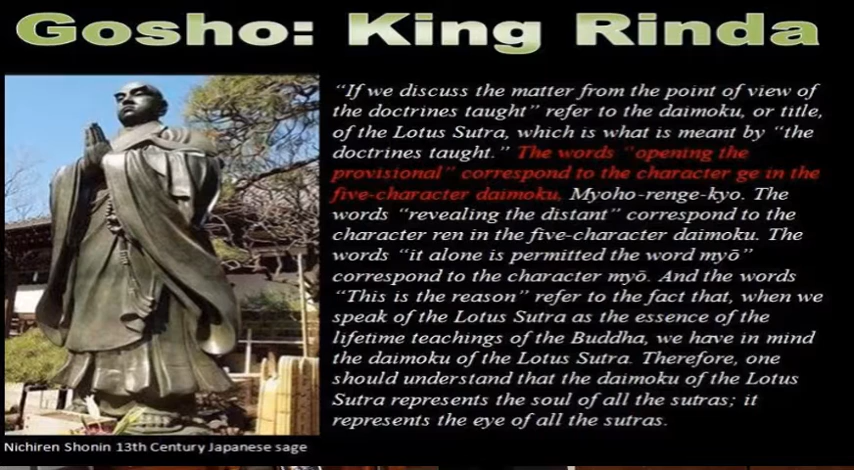 Gosho: King Rinda
“If we discuss the matter from the point of view of
the doctrines taught” refer to the daimoku, or title,
of the Lotus Sutra, which is what is meant by “the
doctrines taught.” The words “opening the
provisional” correspond to the character ge in the
five-character daimoku, Myoho-renge-kyo. The
words “revealing the distant” correspond to the
character ren in the five-character daimoku. The
words “it alone is permitted the word myō”
correspond to the character myō. And the words
“This is the reason” refer to the fact that, when we
speak of the Lotus Sutra as the essence of the
lifetime teachings of the Buddha, we have in mind
the daimoku of the Lotus Sutra. Therefore, one
should understand that the daimoku of the Lotus
Sutra represents the soul of all the sutras; it
represents the eye of all the sutras.
Nichiren Shonin 13th Century Japanese sage